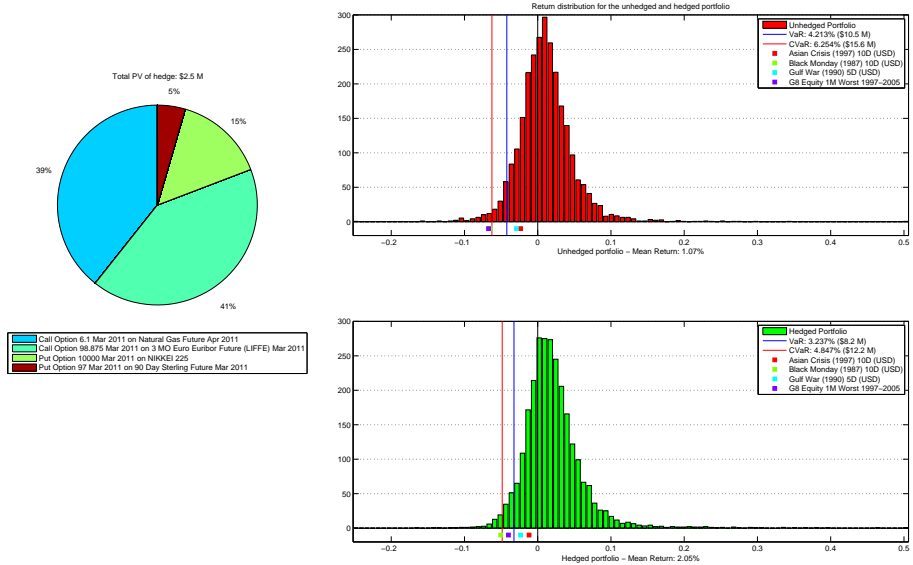 Total PV of hedge: $2.5 M
5%
15%
39%
41%
Call Option 6.1 Mar 2011 on Natural Gas Future Apr 2011
Call Option 98.875 Mar 2011 on 3 MO Euro Euribor Future (LIFFE) Mar 2011
Put Option 10000 Mar 2011 on NIKKEI 225
Put Option 97 Mar 2011 on 90 Day Sterling Future Mar 2011
Return distribution for the unhedged and hedged portfolio
300
250
200
150
100
50
0
−0.2
−0.1
0
0.1
0.2
0.3
0.4
0.5
Unhedged Portfolio
VaR: 4.213% ($10.5 M)
CVaR: 6.254% ($15.6 M)
Asian Crisis (1997) 10D (USD)
Black Monday (1987) 10D (USD)
Gulf War (1990) 5D (USD)
G8 Equity 1M Worst 1997−2005
Unhedged portfolio − Mean Return: 1.07%
300
250
200
150
100
50
0
−0.2
−0.1
0
0.1
0.2
0.3
0.4
0.5
Hedged Portfolio
VaR: 3.237% ($8.2 M)
CVaR: 4.847% ($12.2 M)
Asian Crisis (1997) 10D (USD)
Black Monday (1987) 10D (USD)
Gulf War (1990) 5D (USD)
G8 Equity 1M Worst 1997−2005
Hedged portfolio − Mean Return: 2.05%